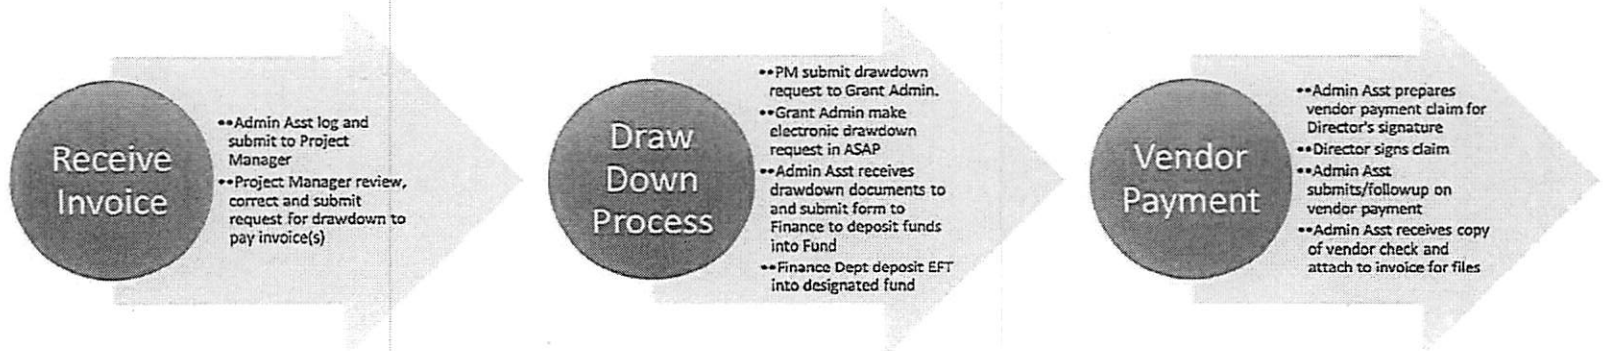 Receive
Invoice
••Admin Asst log and
submit to Project
Manager
••Project Manager review,
correct and submit
request for drawdown to
pay invoice(s)
Draw
Down
Process
••PM submit drawdown
request to Grant Admin.
••Grant Admin make
electronic drawdown
request in ASAP
••Admin Asst receives
drawdown documents to
and submit form to
Finance to deposit funds
into Fund
••Finance Dept deposit EFT
into designated fund
Vendor
Payment
••Admin Asst prepares
vendor payment claim for
Director's signature
••Director signs claim
••Admin Asst
submits/followup on
vendor payment
••Admin Asst receives copy
of vendor check and
attach to invoice for files